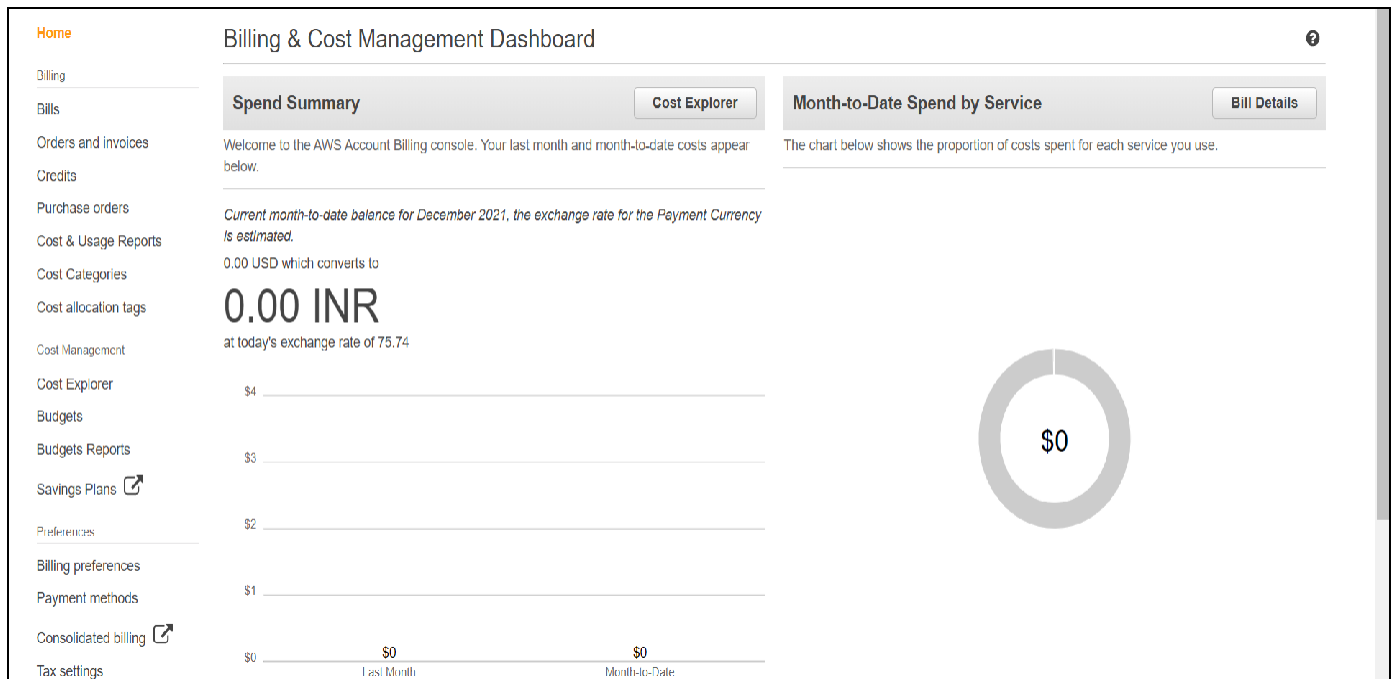 Home
Billing
Bills
Orders and invoices
Credits
Purchase orders
Cost & Usage Reports
Cost Categories
Cost allocation tags
Cost Management
Cost Explorer
Budgets
Budgets Reports
Savings Plans
Preferences
Billing preferences
Payment methods
Consolidated billing
Tax settings
Billing & Cost Management Dashboard
?
Spend Summary
Cost Explorer
Welcome to the AWS Account Billing console. Your last month and month-to-date costs appear
below.
Current month-to-date balance for December 2021, the exchange rate for the Payment Currency
is estimated.
0.00 USD which converts to
0.00 INR
at today's exchange rate of 75.74
$4
$3
$2
$1
$0
$0
$0
Last Month
Month-to-Date
Month-to-Date Spend by Service
Bill Details
The chart below shows the proportion of costs spent for each service you use.
$0